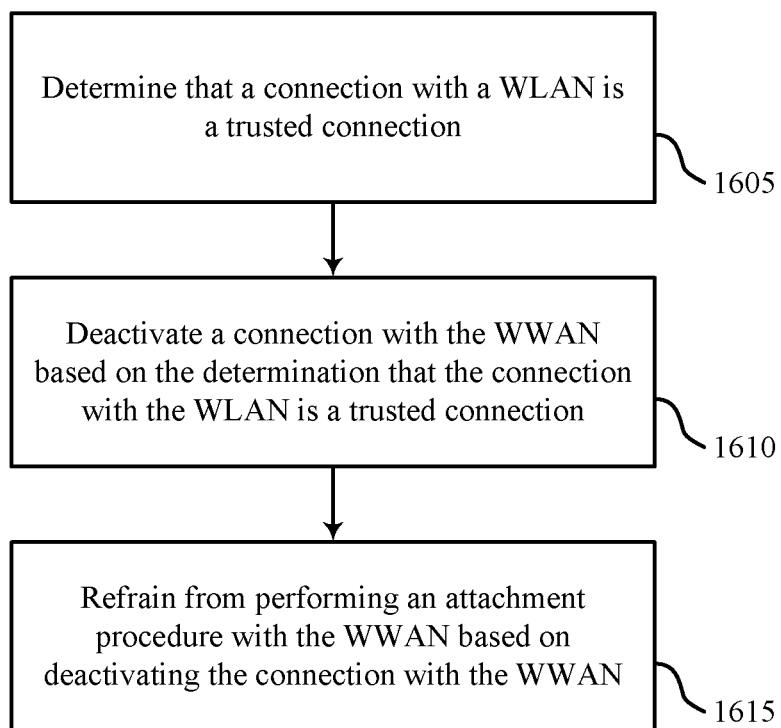 Determine that a connection with a WLAN is
a trusted connection
1605
Deactivate a connection with the WWAN
based on the determination that the connection
with the WLAN is a trusted connection
1610
Refrain from performing an attachment
procedure with the WWAN based on
deactivating the connection with the WWAN
1615